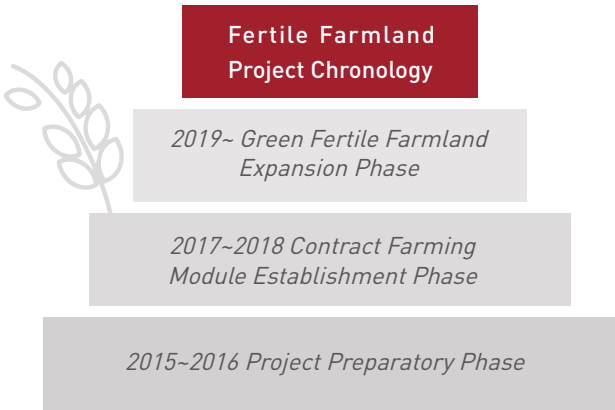 Fertile Farmland
Project Chronology
2019~ Green Fertile Farmland
Expansion Phase
2017~2018 Contract Farming
Module Establishment Phase
2015~2016 Project Preparatory Phase